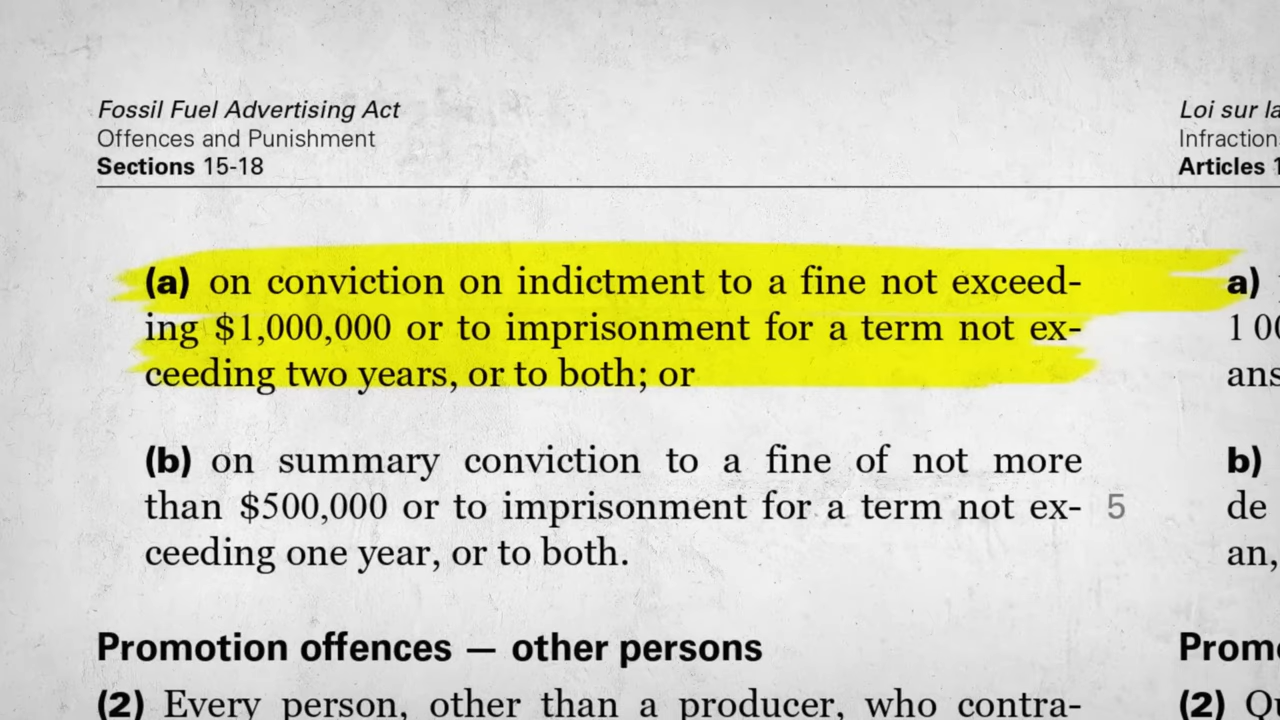 Fossil Fuel Advertising Act
Offences and Punishment
Sections 15-18
(a) on conviction on indictment to a fine not exceed-
ing $1,000,000 or to imprisonment for a term not ex-
ceeding two years, or to both; or
(b) on summary conviction to a fine of not more
than $500,000 or to imprisonment for a term not ex-
5
ceeding one year, or to both.
Promotion offences — other persons
(2) Every person, other than a producer, who contra-
Loi sur la
Infraction
Articles 1
a)
1 00
ans
b)
de
an,
Prom
(2) Qu